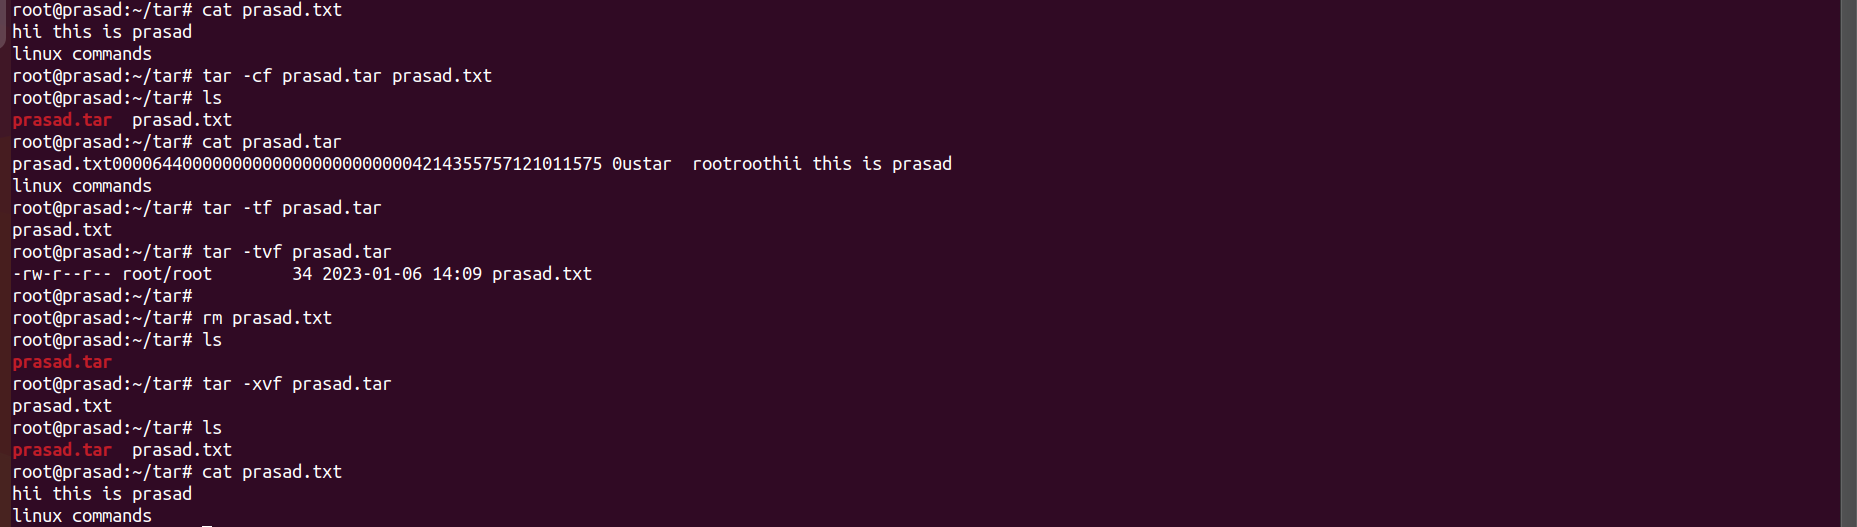 root@prasad:~/tar# cat prasad.txt
hii this is prasad
linux commands
root@prasad:~/tar# tar -cf prasad.tar prasad.txt
root@prasad:~/tar# ls
prasad.tar  prasad.txt
root@prasad:~/tar# cat prasad.tar
prasad.txt0000644000000000000000000000004214355757121011575 0ustar  rootroothii this is prasad
linux commands
root@prasad:~/tar# tar -tf prasad.tar
prasad.txt
root@prasad:~/tar# tar -tvf prasad.tar
-rw-r--r-- root/root        34 2023-01-06 14:09 prasad.txt
root@prasad:~/tar#
root@prasad:~/tar# rm prasad.txt
root@prasad:~/tar# ls
prasad.tar
root@prasad:~/tar# tar -xvf prasad.tar
prasad.txt
root@prasad:~/tar# ls
prasad.tar  prasad.txt
root@prasad:~/tar# cat prasad.txt
hii this is prasad
linux commands